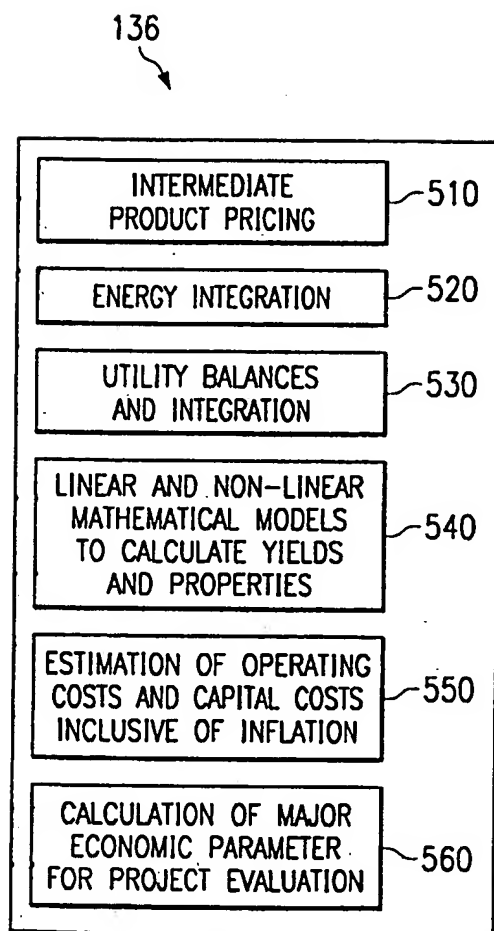 136
INTERMEDIATE
PRODUCT PRICING
510
ENERGY INTEGRATION
520
UTILITY BALANCES
AND INTEGRATION
530
LINEAR AND NON-LINEAR
MATHEMATICAL MODELS
TO CALCULATE YIELDS
AND PROPERTIES
540
ESTIMATION OF OPERATING
COSTS AND CAPITAL COSTS
INCLUSIVE OF INFLATION
550
CALCULATION OF MAJOR
ECONOMIC PARAMETER
FOR PROJECT EVALUATION
560